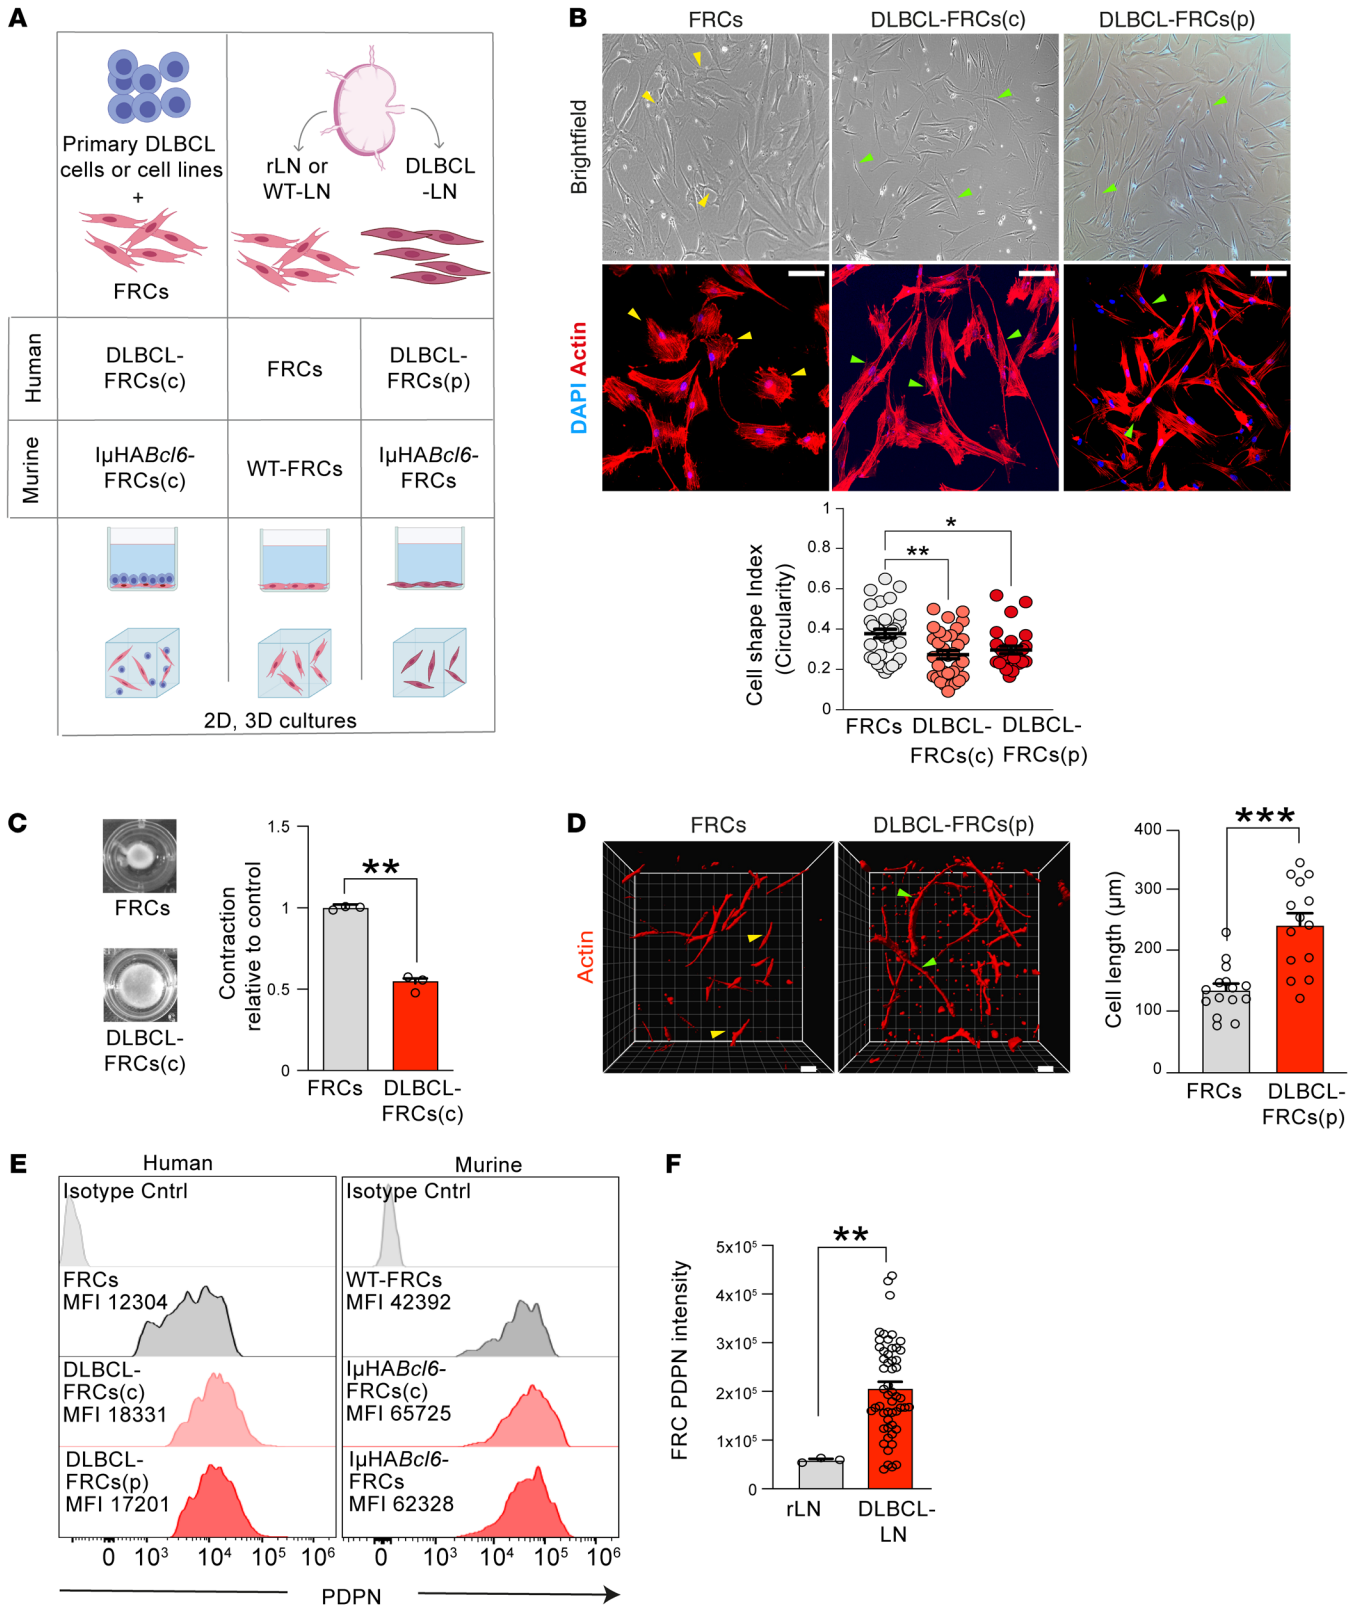 A
Primary DLBCL
cells or cell lines
+
FRCs
rLN or
WT-LN
DLBCL
-LN
Human
DLBCL-
FRCs(c)
FRCs
DLBCL-
FRCs(p)
Murine
IµHABcl6-
FRCs(c)
WT-FRCs
IµHABcl6-
FRCs
2D, 3D cultures
B
FRCs
DLBCL-FRCs(c)
DLBCL-FRCs(p)
Brightfield
DAPI Actin
Cell shape Index
(Circularity)
1
0.8
0.6
0.4
0.2
0
*
**
FRCs
DLBCL-
FRCs(c)
DLBCL-
FRCs(p)
C
FRCs
DLBCL-
FRCs(c)
Contraction
relative to control
1.5
1
0.5
0
**
FRCs
DLBCL-
FRCs(c)
D
FRCs
DLBCL-FRCs(p)
Actin
Cell length (µm)
400
300
200
100
0
***
FRCs
DLBCL-
FRCs(p)
E
Human
Murine
Isotype Cntrl
FRCs
MFI 12304
DLBCL-
FRCs(c)
MFI 18331
DLBCL-
FRCs(p)
MFI 17201
0 10³ 10⁴ 10⁵ 10⁶
Isotype Cntrl
WT-FRCs
MFI 42392
IµHABcl6-
FRCs(c)
MFI 65725
IµHABcl6-
FRCs
MFI 62328
0 10³ 10⁴ 10⁵ 10⁶
PDPN
F
FRC PDPN intensity
5x10⁵
4x10⁵
3x10⁵
2x10⁵
1x10⁵
0
**
rLN
DLBCL-
LN